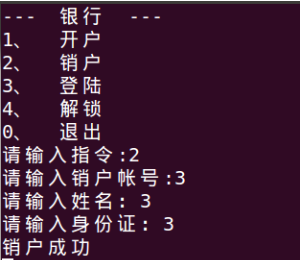 --- 银行 ---
1、 开户
2、 销户
3、 登陆
4、 解锁
0、 退出
请输入指令:2
请输入销户帐号:3
请输入姓名: 3
请输入身份证: 3
销户成功